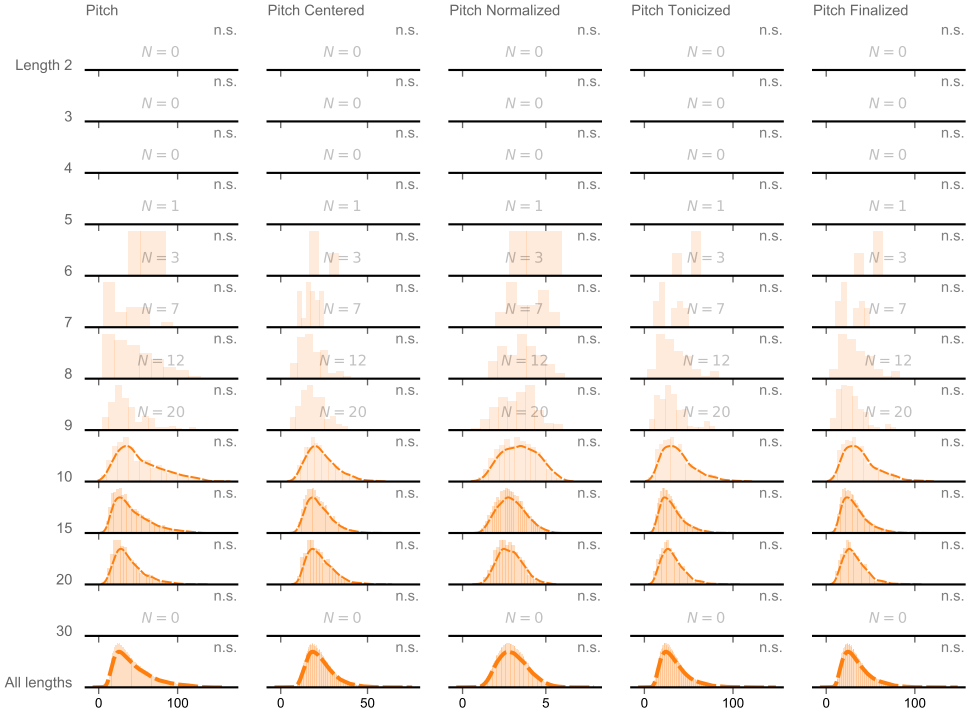 Pitch Pitch Centered Pitch Normalized Pitch Tonicized Pitch Finalized
n.s. n.s. n.s. n.s. n.s.
Length 2 N = 0 N = 0 N = 0 N = 0 N = 0
n.s. n.s. n.s. n.s. n.s.
3 N = 0 N = 0 N = 0 N = 0 N = 0
n.s. n.s. n.s. n.s. n.s.
4 N = 0 N = 0 N = 0 N = 0 N = 0
n.s. n.s. n.s. n.s. n.s.
5 N = 1 N = 1 N = 1 N = 1 N = 1
n.s. n.s. n.s. n.s. n.s.
6 N = 3 N = 3 N = 3 N = 3 N = 3
n.s. n.s. n.s. n.s. n.s.
7 N = 7 N = 7 N = 7 N = 7 N = 7
n.s. n.s. n.s. n.s. n.s.
8 N = 12 N = 12 N = 12 N = 12 N = 12
n.s. n.s. n.s. n.s. n.s.
9 N = 20 N = 20 N = 20 N = 20 N = 20
n.s. n.s. n.s. n.s. n.s.
10
n.s. n.s. n.s. n.s. n.s.
15
n.s. n.s. n.s. n.s. n.s.
20
n.s. n.s. n.s. n.s. n.s.
30 N = 0 N = 0 N = 0 N = 0 N = 0
n.s. n.s. n.s. n.s. n.s.
All lengths
0 100 0 50 0 5 0 100 0 100